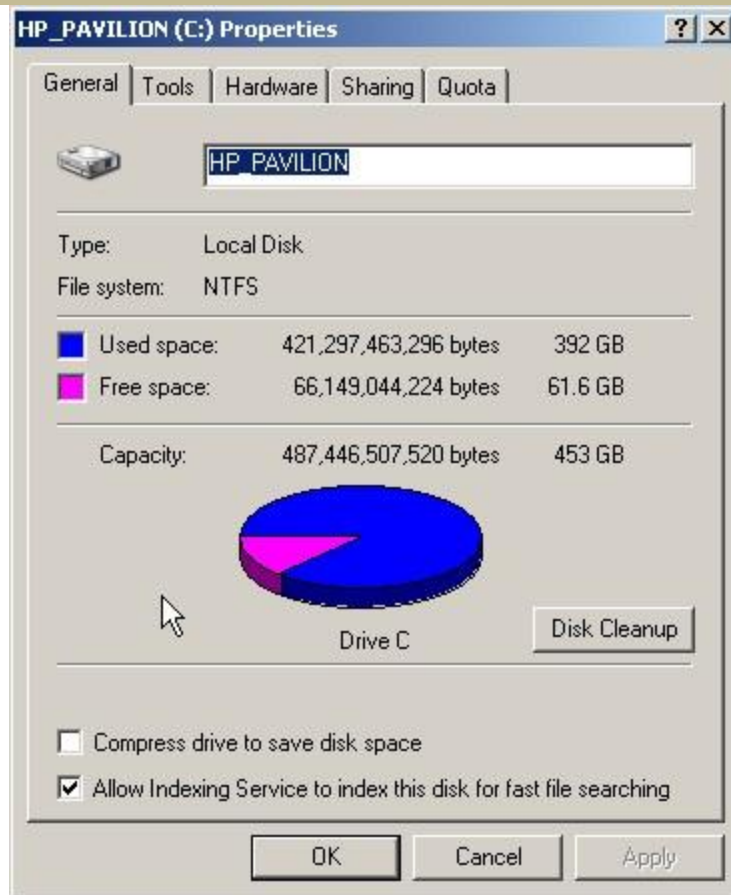 HP_PAVILION (C:) Properties
General Tools Hardware Sharing Quota
HP_PAVILION
Type: Local Disk
File system: NTFS
Used space: 421,297,463,296 bytes 392 GB
Free space: 66,149,044,224 bytes 61.6 GB
Capacity: 487,446,507,520 bytes 453 GB
Drive C
Disk Cleanup
Compress drive to save disk space
Allow Indexing Service to index this disk for fast file searching
OK Cancel Apply